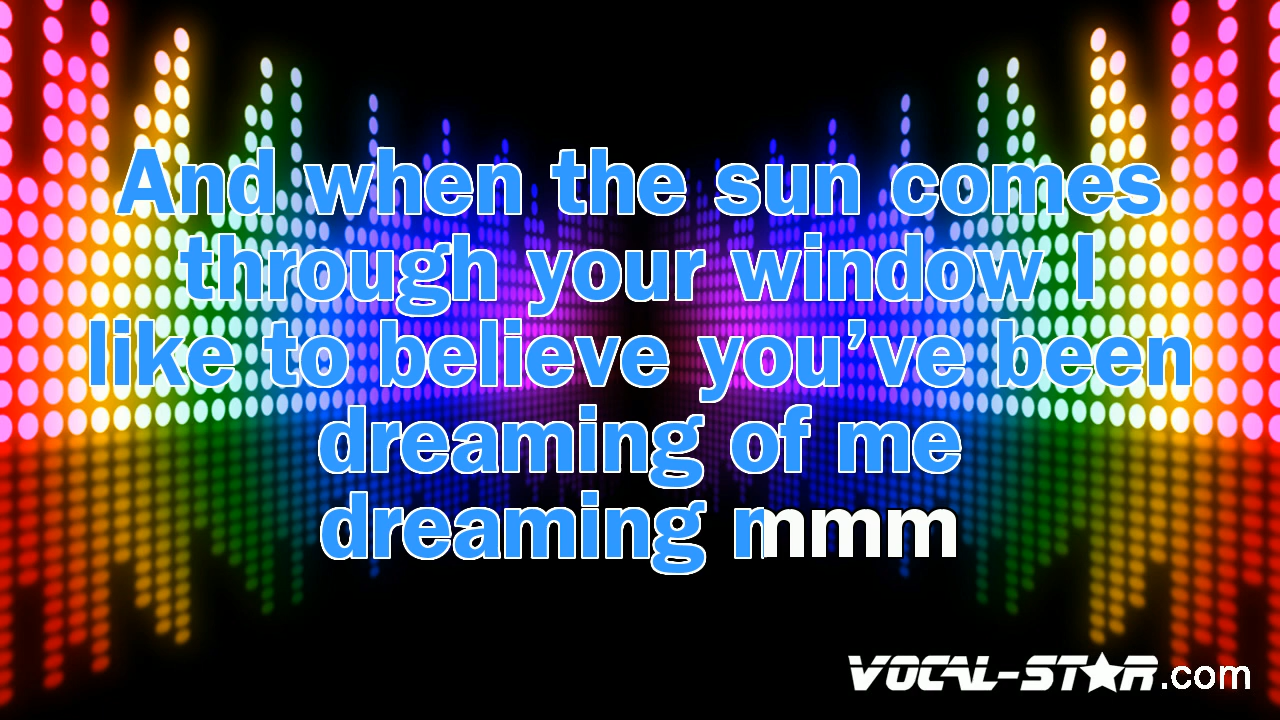 And when the sun comes
through your window I
like to believe you’ve been
dreaming of me
dreaming mmm
VOCAL-STAR.com